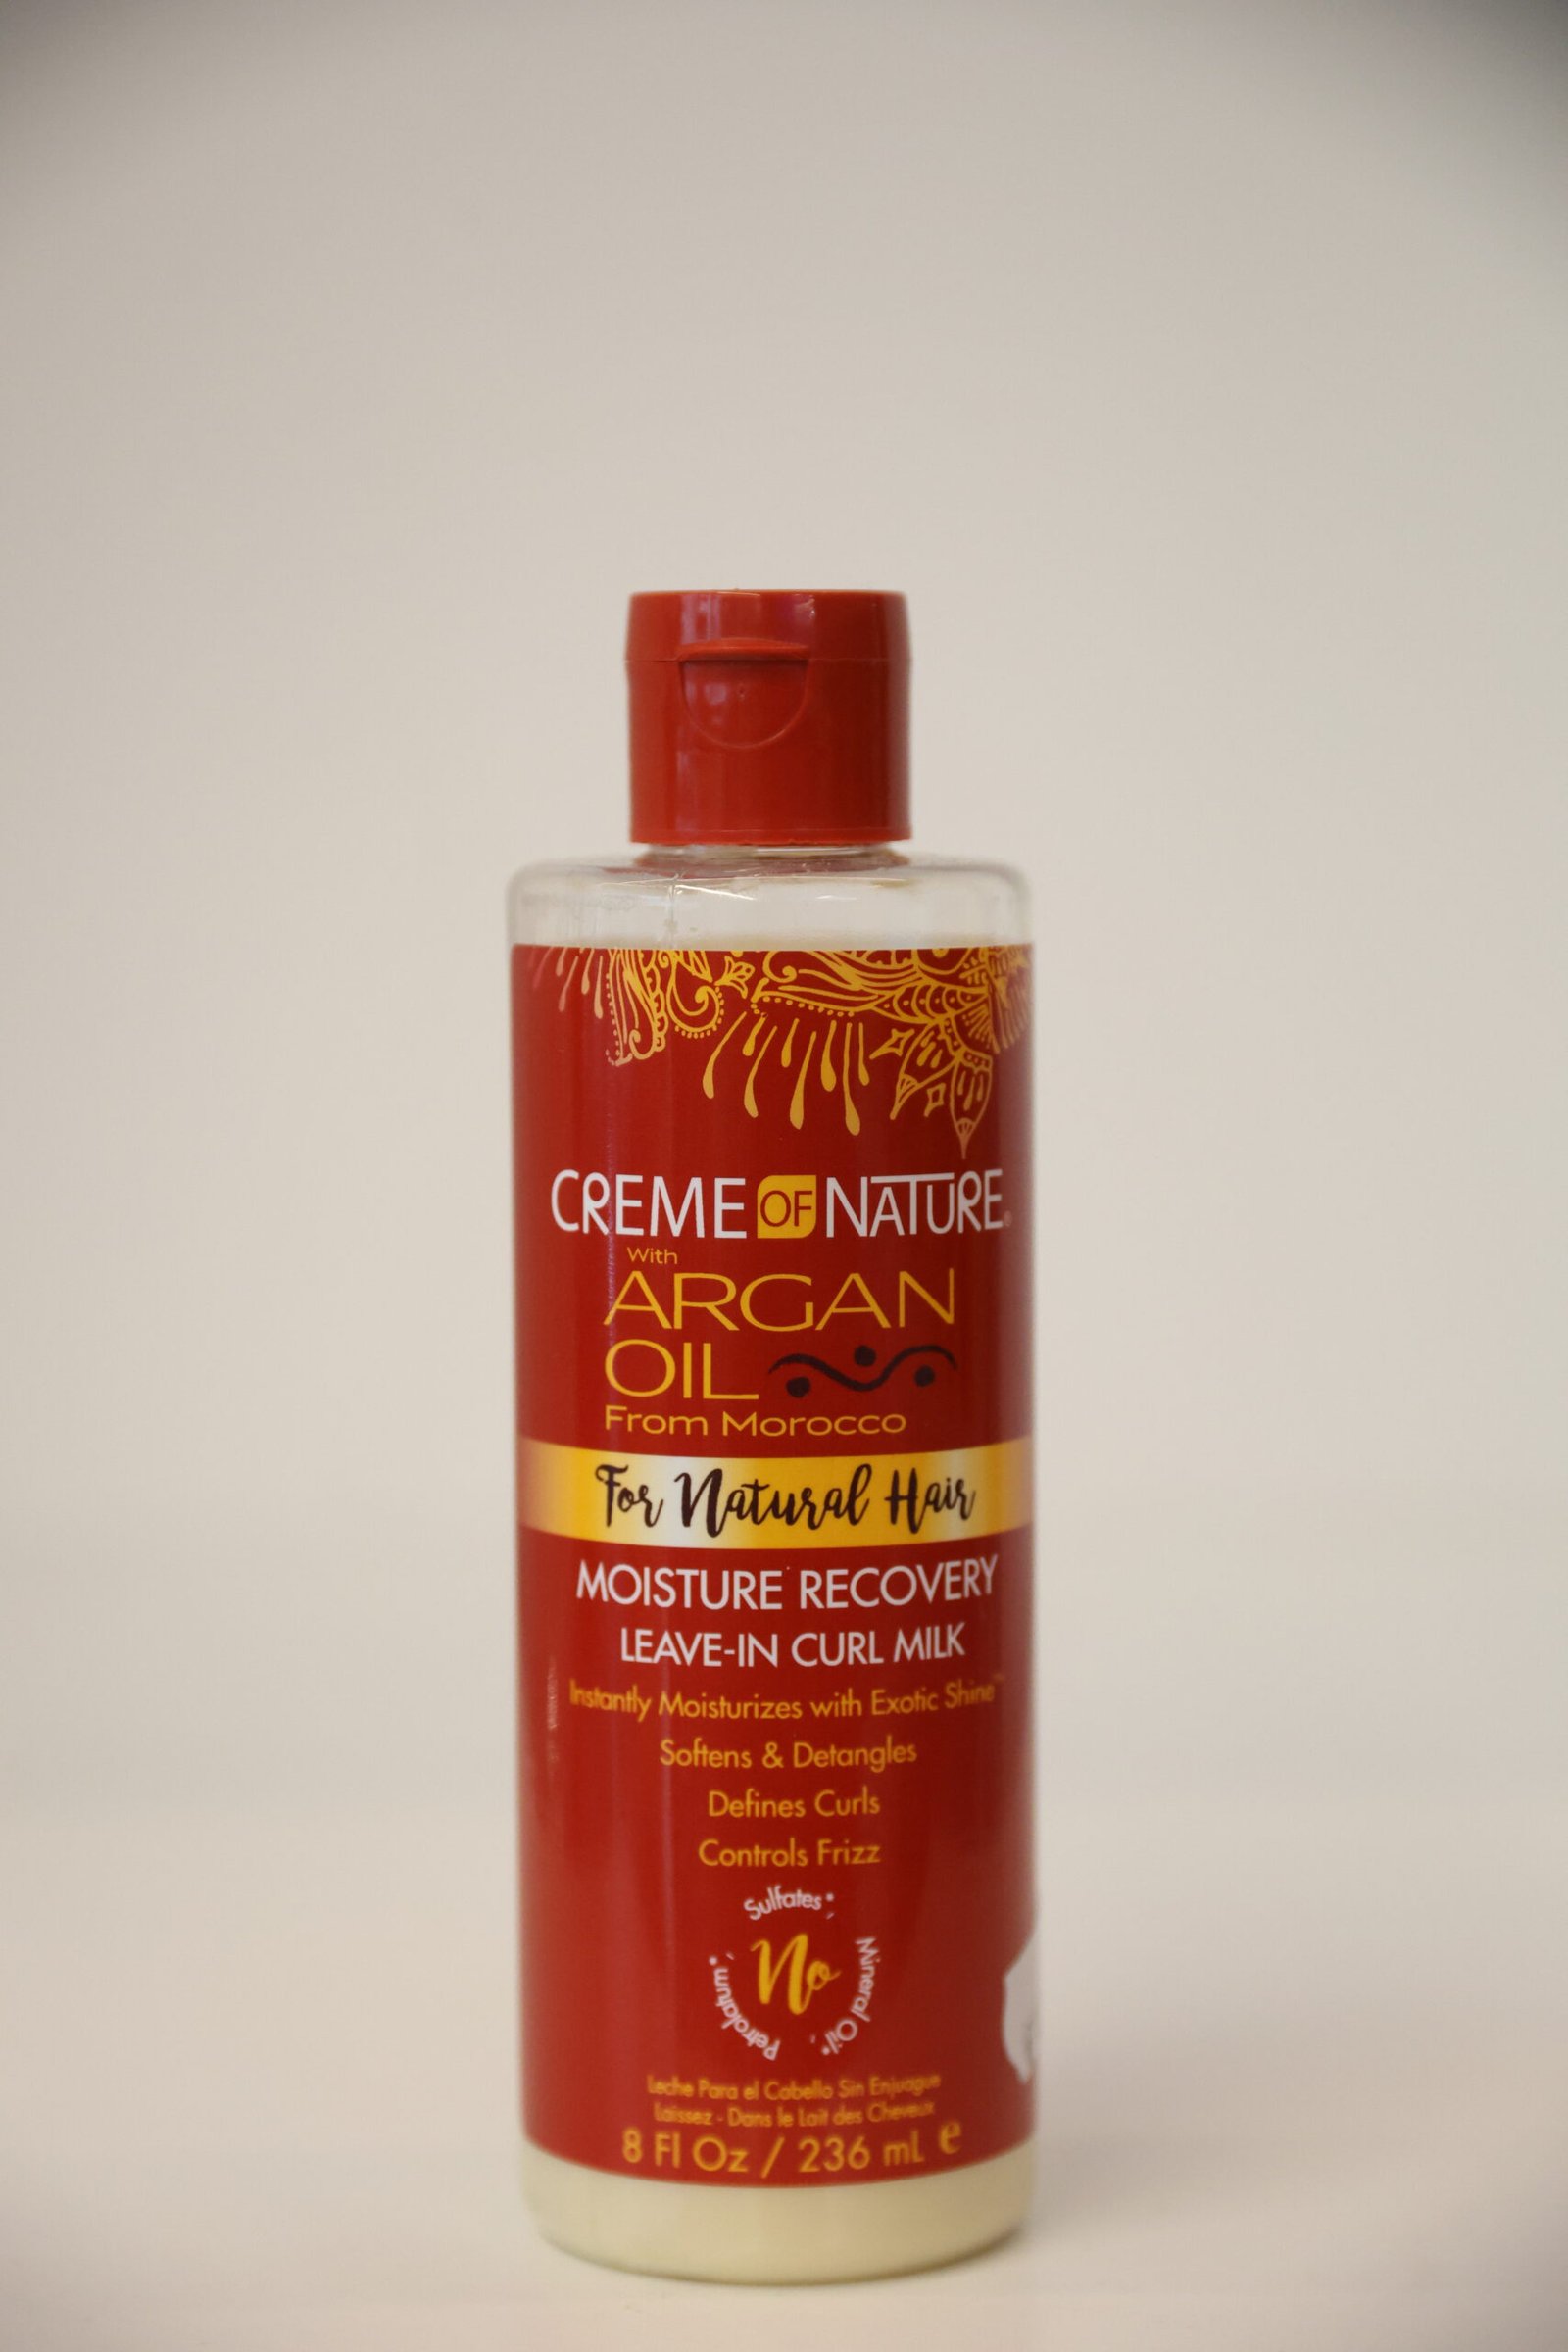 CREME OF NATURE®
With
ARGAN
OIL
From Morocco
For Natural Hair
MOISTURE RECOVERY
LEAVE-IN CURL MILK
Instantly Moisturizes with Exotic Shine™
Softens & Detangles
Defines Curls
Controls Frizz
No
Sulfates
Mineral Oil
Petrolatum
Leche Para el Cabello Sin Enjuague
Laissez - Dans le Lait des Cheveux
8 Fl Oz / 236 mL e